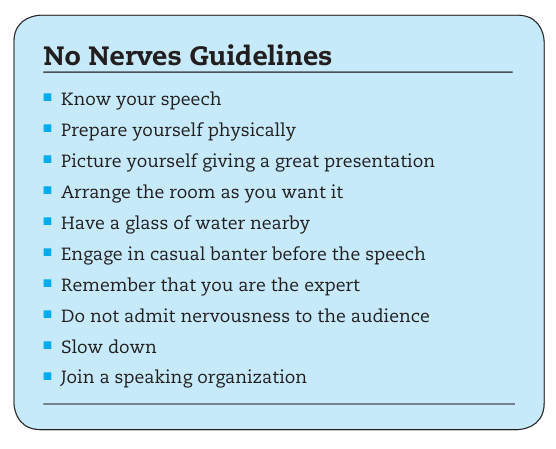 No Nerves Guidelines
Know your speech
Prepare yourself physically
Picture yourself giving a great presentation
Arrange the room as you want it
Have a glass of water nearby
Engage in casual banter before the speech
Remember that you are the expert
Do not admit nervousness to the audience
Slow down
Join a speaking organization